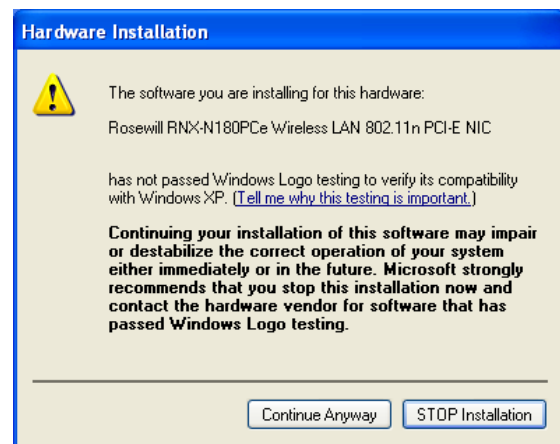 Hardware Installation
The software you are installing for this hardware:
Rosewill RNX-N180PCe Wireless LAN 802.11n PCI-E NIC
has not passed Windows Logo testing to verify its compatibility
with Windows XP. (Tell me why this testing is important.)
Continuing your installation of this software may impair
or destabilize the correct operation of your system
either immediately or in the future. Microsoft strongly
recommends that you stop this installation now and
contact the hardware vendor for software that has
passed Windows Logo testing.
Continue Anyway STOP Installation